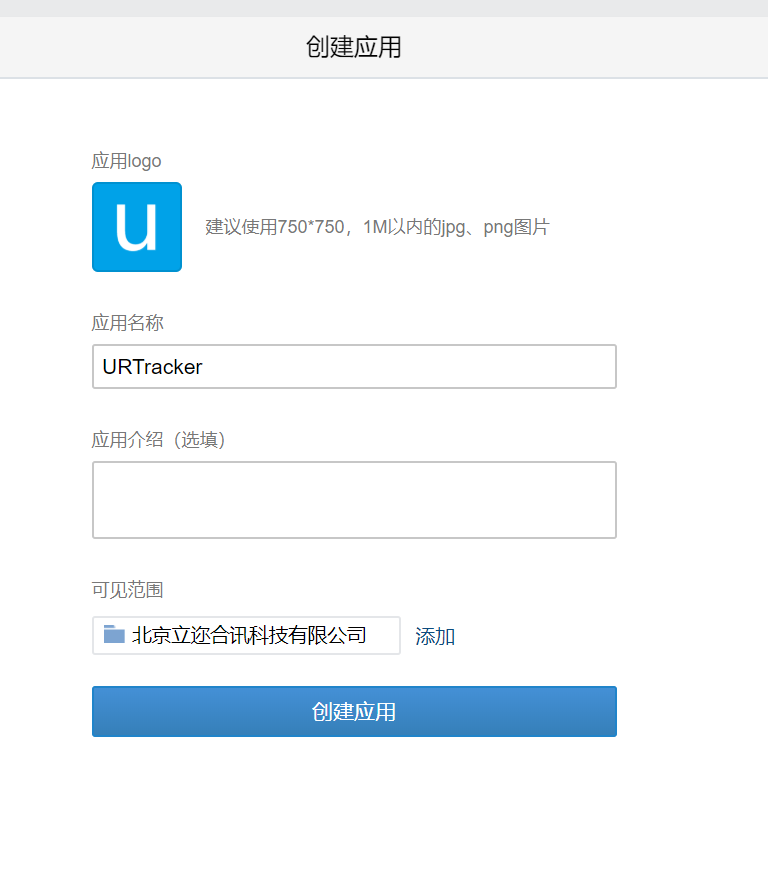 创建应用
应用logo
u
建议使用750*750，1M以内的jpg、png图片
应用名称
URTracker
应用介绍（选填）
可见范围
北京立迩合讯科技有限公司 添加
创建应用